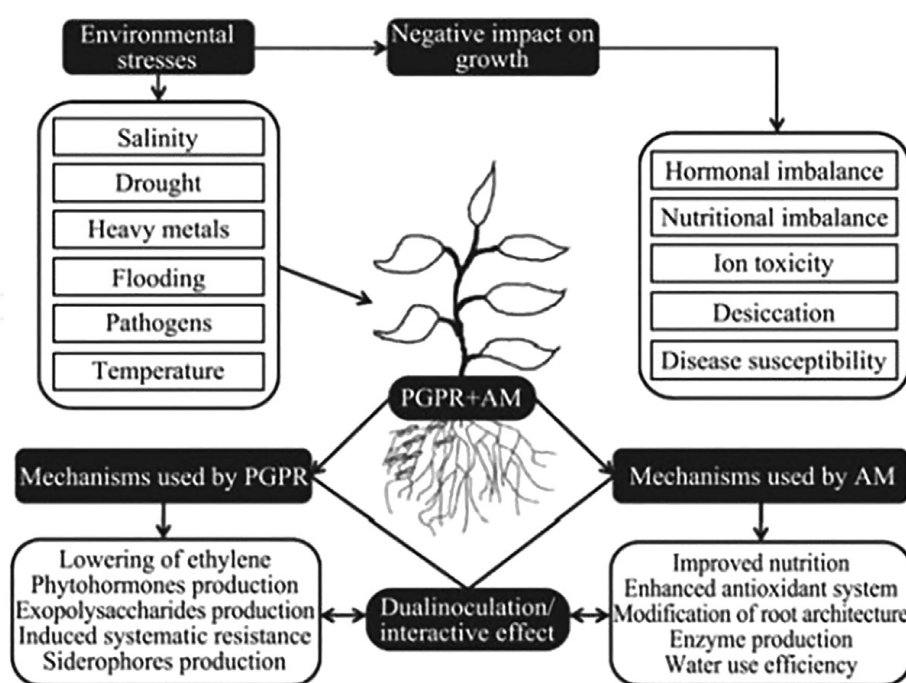 Environmental
stresses
Negative impact on
growth
Salinity
Drought
Heavy metals
Flooding
Pathogens
Temperature
Hormonal imbalance
Nutritional imbalance
Ion toxicity
Desiccation
Disease susceptibility
PGPR+AM
Mechanisms used by PGPR
Mechanisms used by AM
Lowering of ethylene
Phytohormones production
Exopolysaccharides production
Induced systematic resistance
Siderophores production
Dualinoculation/
interactive effect
Improved nutrition
Enhanced antioxidant system
Modification of root architecture
Enzyme production
Water use efficiency